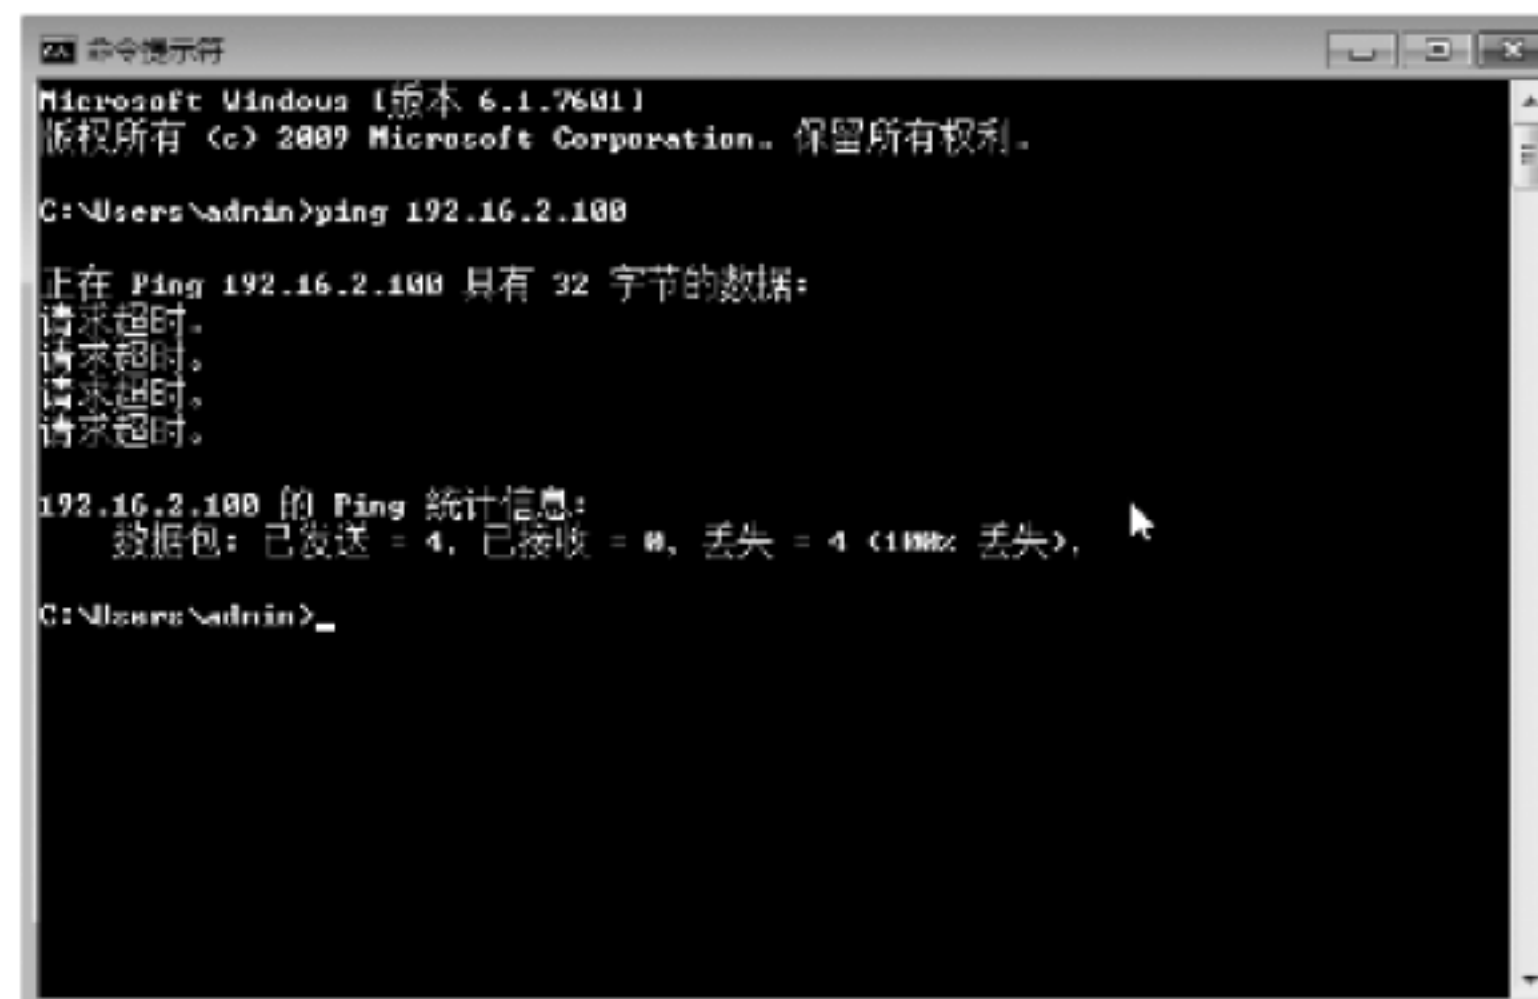 命令提示符
Microsoft Windows [版本 6.1.7601]
版权所有 (c) 2009 Microsoft Corporation。保留所有权利。
C:\Users\admin>ping 192.16.2.100
正在 Ping 192.16.2.100 具有 32 字节的数据:
请求超时。
请求超时。
请求超时。
请求超时。
192.16.2.100 的 Ping 统计信息:
数据包: 已发送 = 4, 已接收 = 0, 丢失 = 4 (100% 丢失),
C:\Users\admin>_